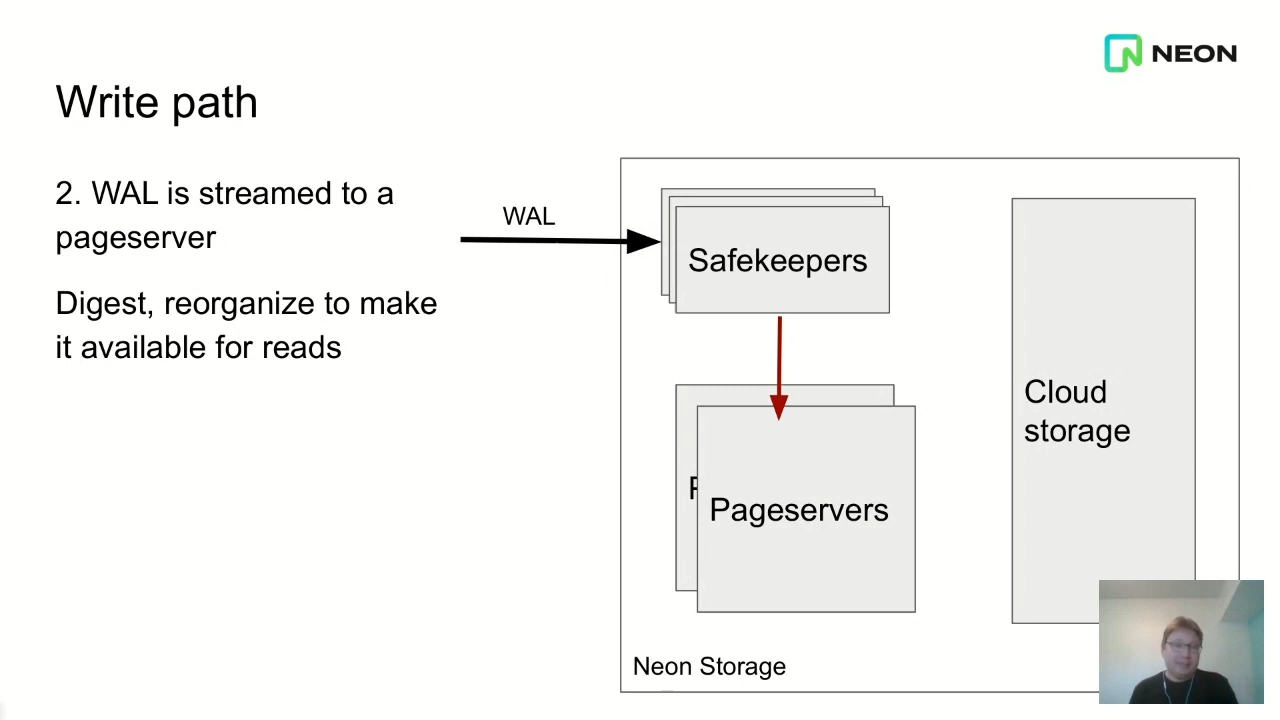 NEON
Write path
2. WAL is streamed to a
pageserver
Digest, reorganize to make
it available for reads
WAL
Safekeepers
Pageservers
Cloud
storage
Neon Storage